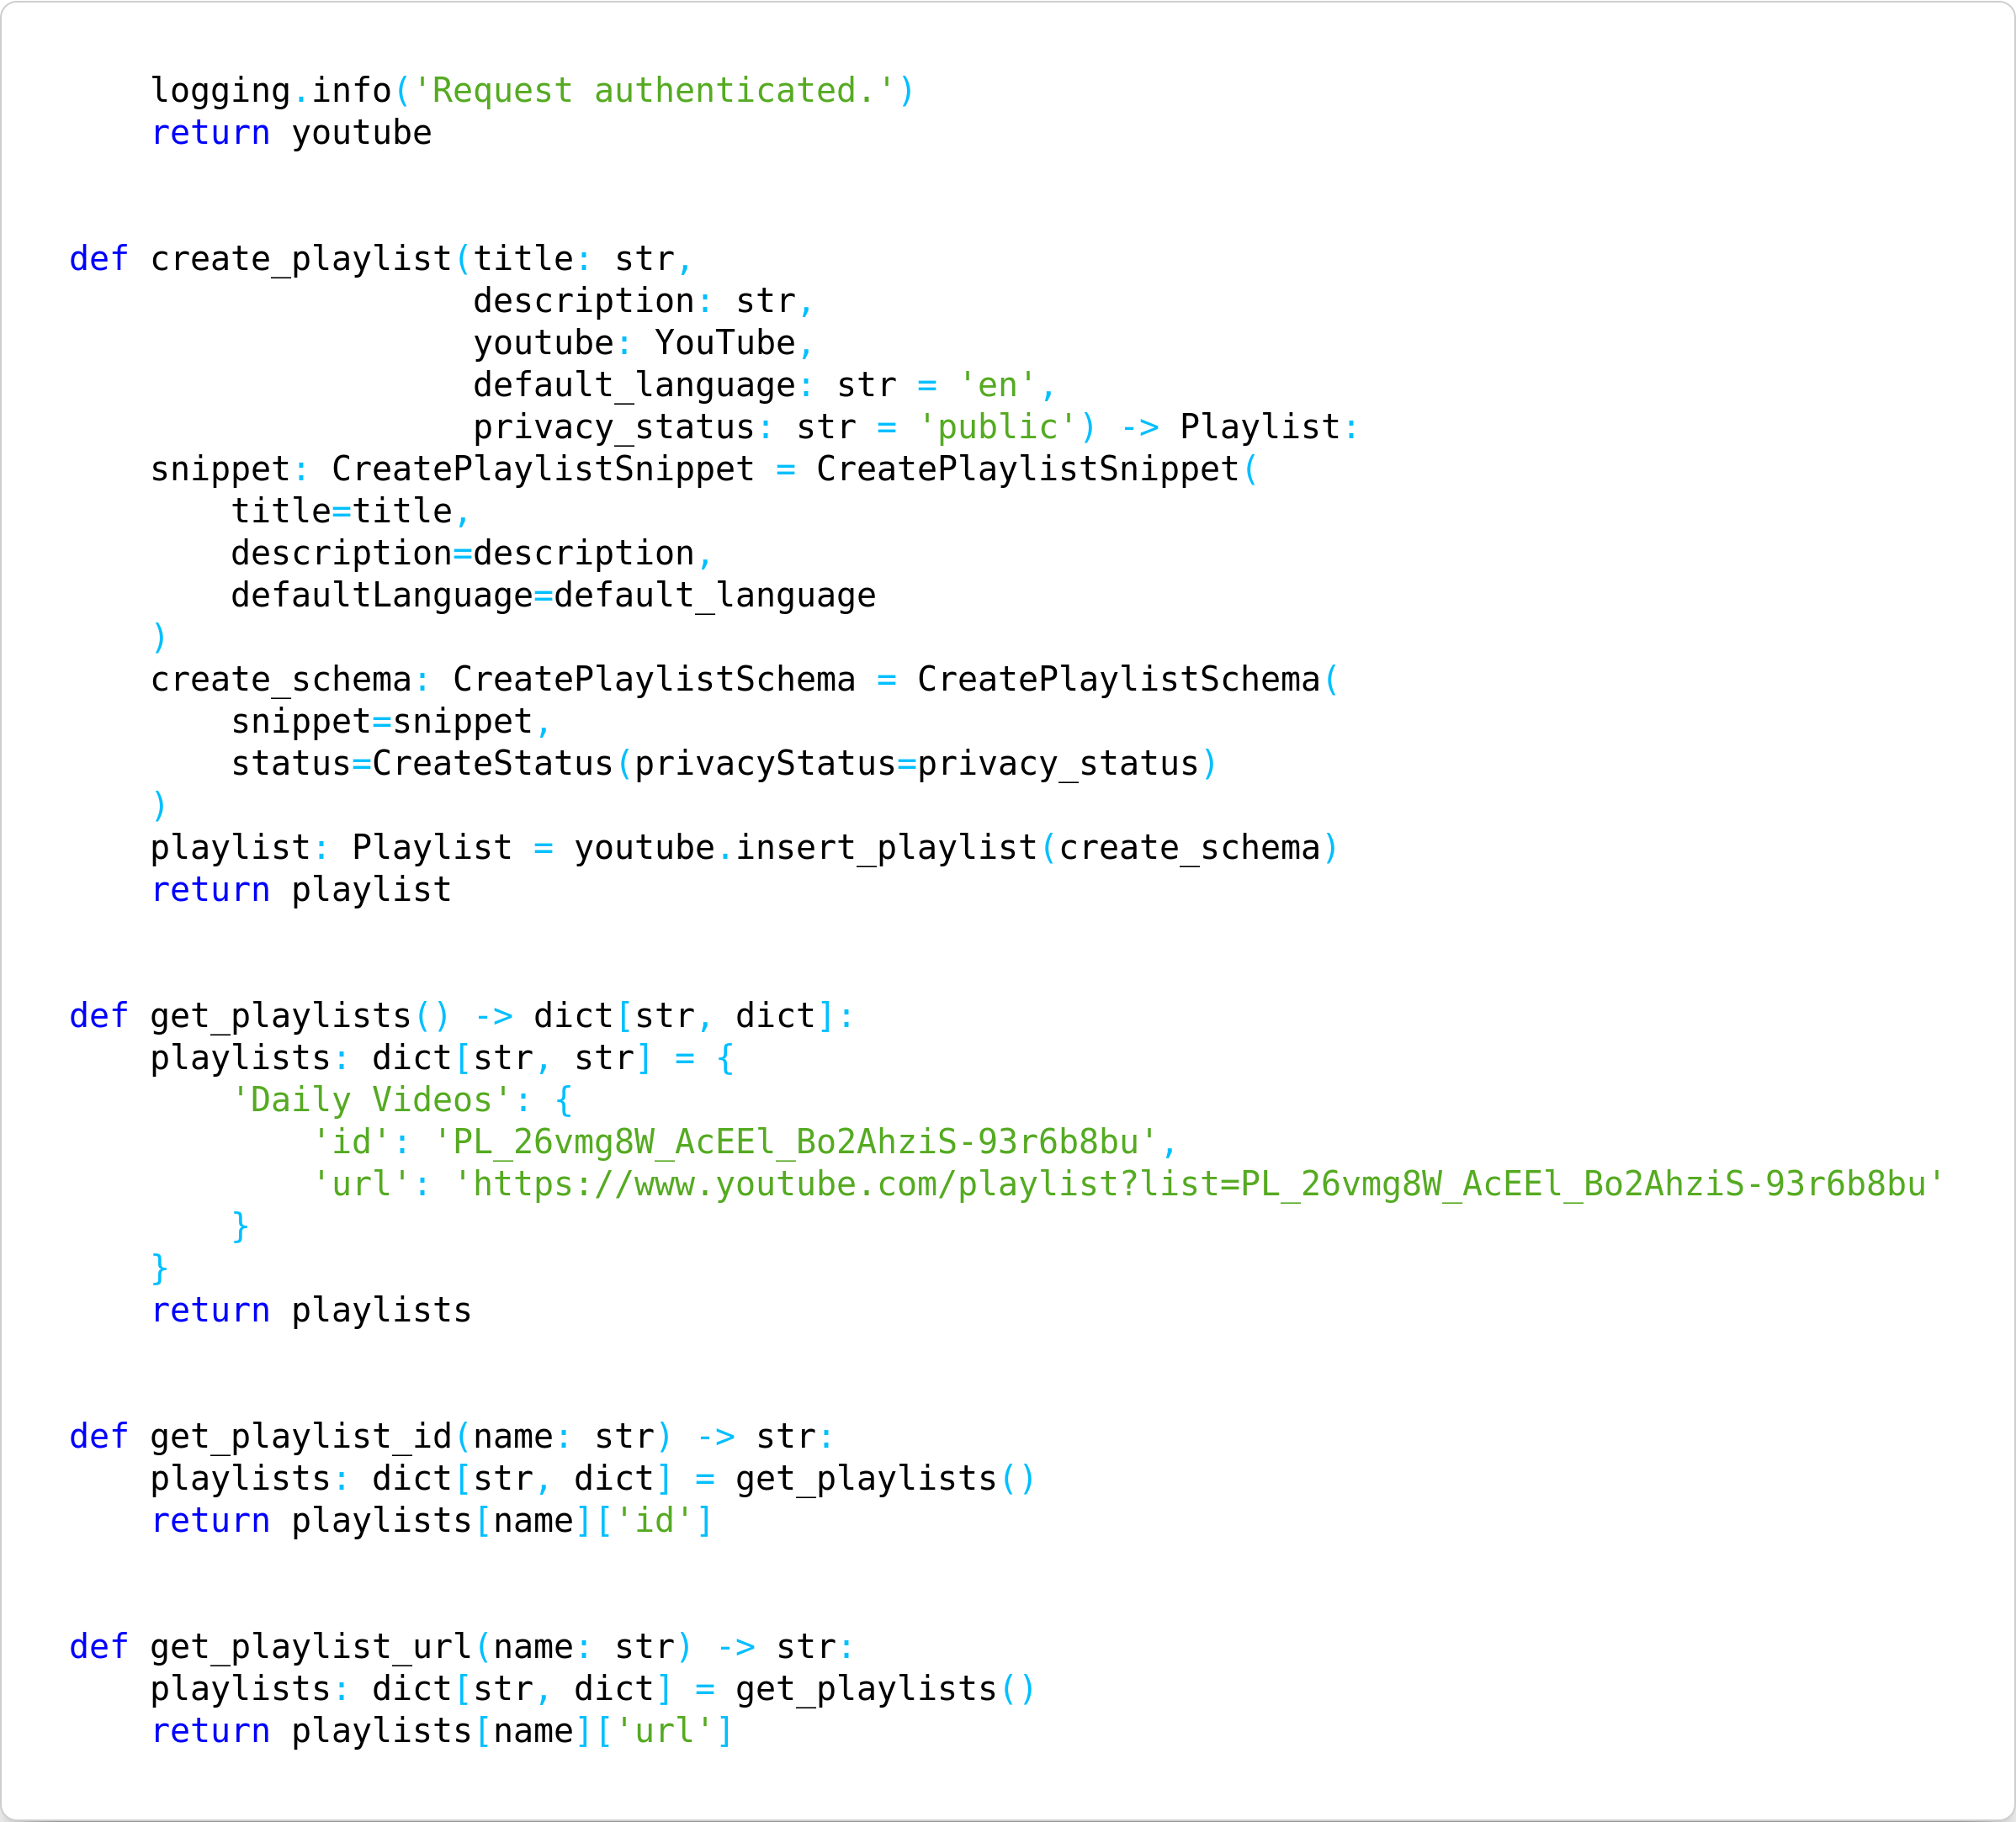 logging.info('Request authenticated.')
    return youtube


def create_playlist(title: str,
                    description: str,
                    youtube: YouTube,
                    default_language: str = 'en',
                    privacy_status: str = 'public') -> Playlist:
    snippet: CreatePlaylistSnippet = CreatePlaylistSnippet(
        title=title,
        description=description,
        defaultLanguage=default_language
    )
    create_schema: CreatePlaylistSchema = CreatePlaylistSchema(
        snippet=snippet,
        status=CreateStatus(privacyStatus=privacy_status)
    )
    playlist: Playlist = youtube.insert_playlist(create_schema)
    return playlist


def get_playlists() -> dict[str, dict]:
    playlists: dict[str, str] = {
        'Daily Videos': {
            'id': 'PL_26vmg8W_AcEEl_Bo2AhziS-93r6b8bu',
            'url': 'https://www.youtube.com/playlist?list=PL_26vmg8W_AcEEl_Bo2AhziS-93r6b8bu'
        }
    }
    return playlists


def get_playlist_id(name: str) -> str:
    playlists: dict[str, dict] = get_playlists()
    return playlists[name]['id']


def get_playlist_url(name: str) -> str:
    playlists: dict[str, dict] = get_playlists()
    return playlists[name]['url']